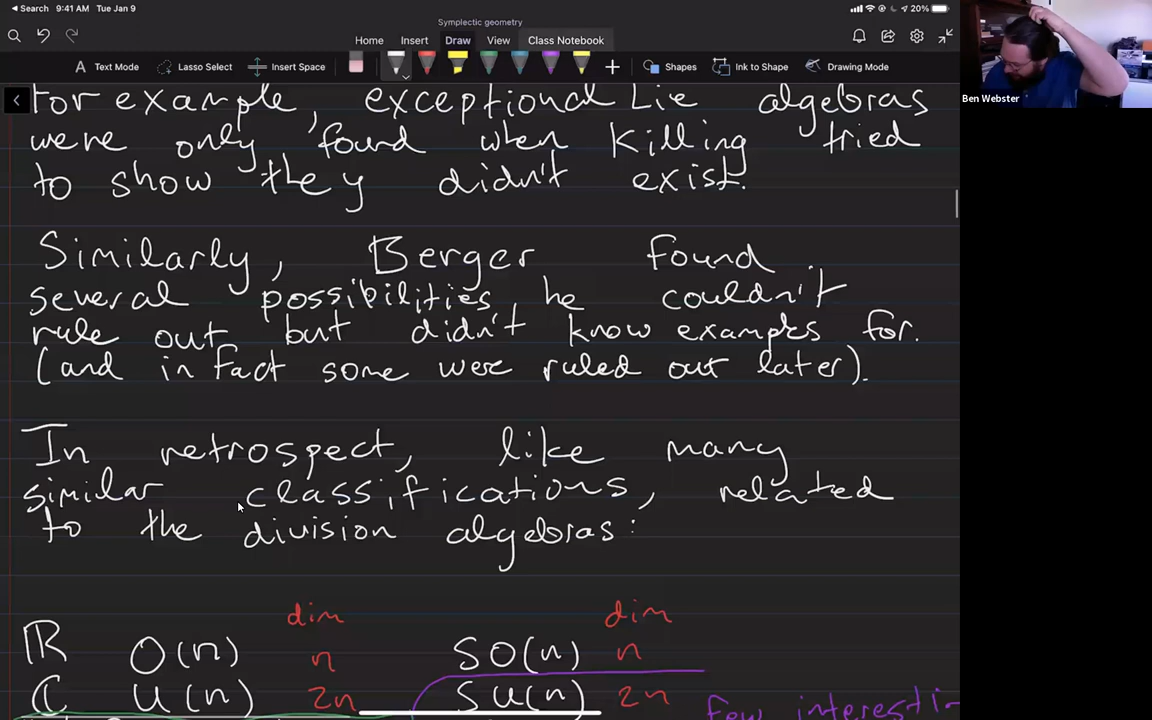 Search 9:41 AM Tue Jan 9
20%
Symplectic geometry
Home Insert Draw View Class Notebook
Text Mode Lasso Select Insert Space Shapes Ink to Shape Drawing Mode
Ben Webster
For example, exceptional Lie algebras
were only found when Killing tried
to show they didn't exist.
Similarly, Berger found
several possibilities, he couldn't
rule out but didn't know examples for.
(and in fact some were ruled out later).
In retrospect, like many
similar classifications, related
to the division algebras:
dim dim
ℝ O(n) n SO(n) n
ℂ U(n) 2n SU(n) 2n
few interesti